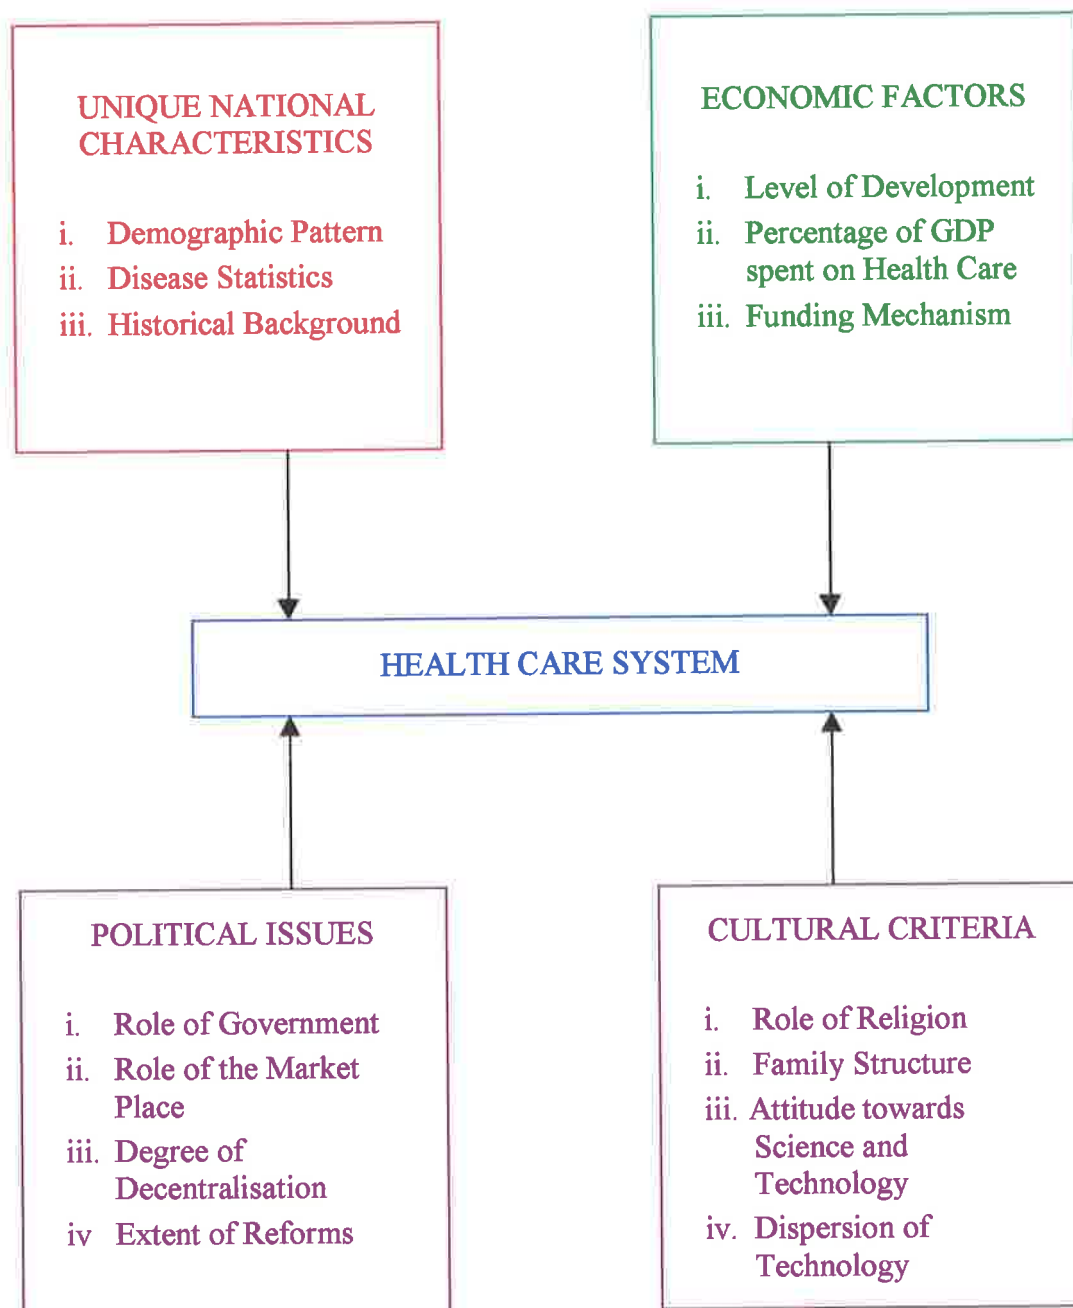 UNIQUE NATIONAL
CHARACTERISTICS
i. Demographic Pattern
ii. Disease Statistics
iii. Historical Background
ECONOMIC FACTORS
i. Level of Development
ii. Percentage of GDP
spent on Health Care
iii. Funding Mechanism
HEALTH CARE SYSTEM
POLITICAL ISSUES
i. Role of Government
ii. Role of the Market
Place
iii. Degree of
Decentralisation
iv Extent of Reforms
CULTURAL CRITERIA
i. Role of Religion
ii. Family Structure
iii. Attitude towards
Science and
Technology
iv. Dispersion of
Technology